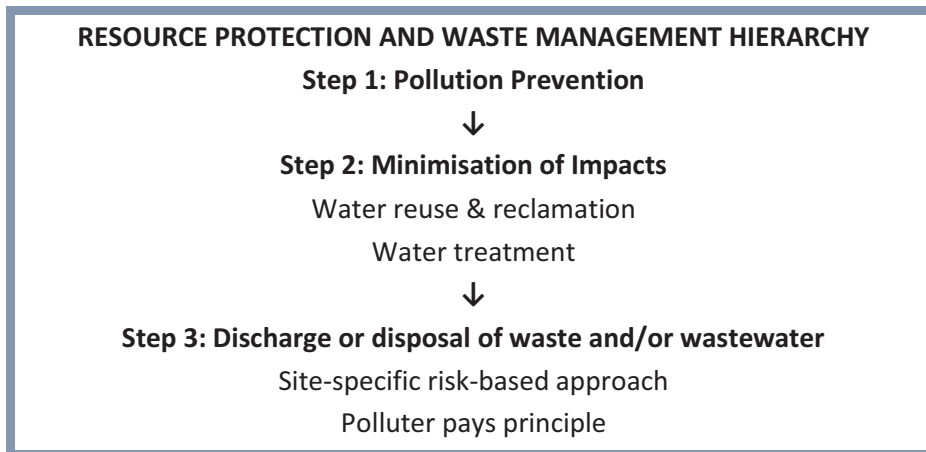 RESOURCE PROTECTION AND WASTE MANAGEMENT HIERARCHY
Step 1: Pollution Prevention
↓
Step 2: Minimisation of Impacts
Water reuse & reclamation
Water treatment
↓
Step 3: Discharge or disposal of waste and/or wastewater
Site-specific risk-based approach
Polluter pays principle